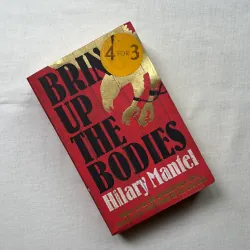 BRIN
4 FOR 3
UP
THE
BODIES
Hilary Mantel